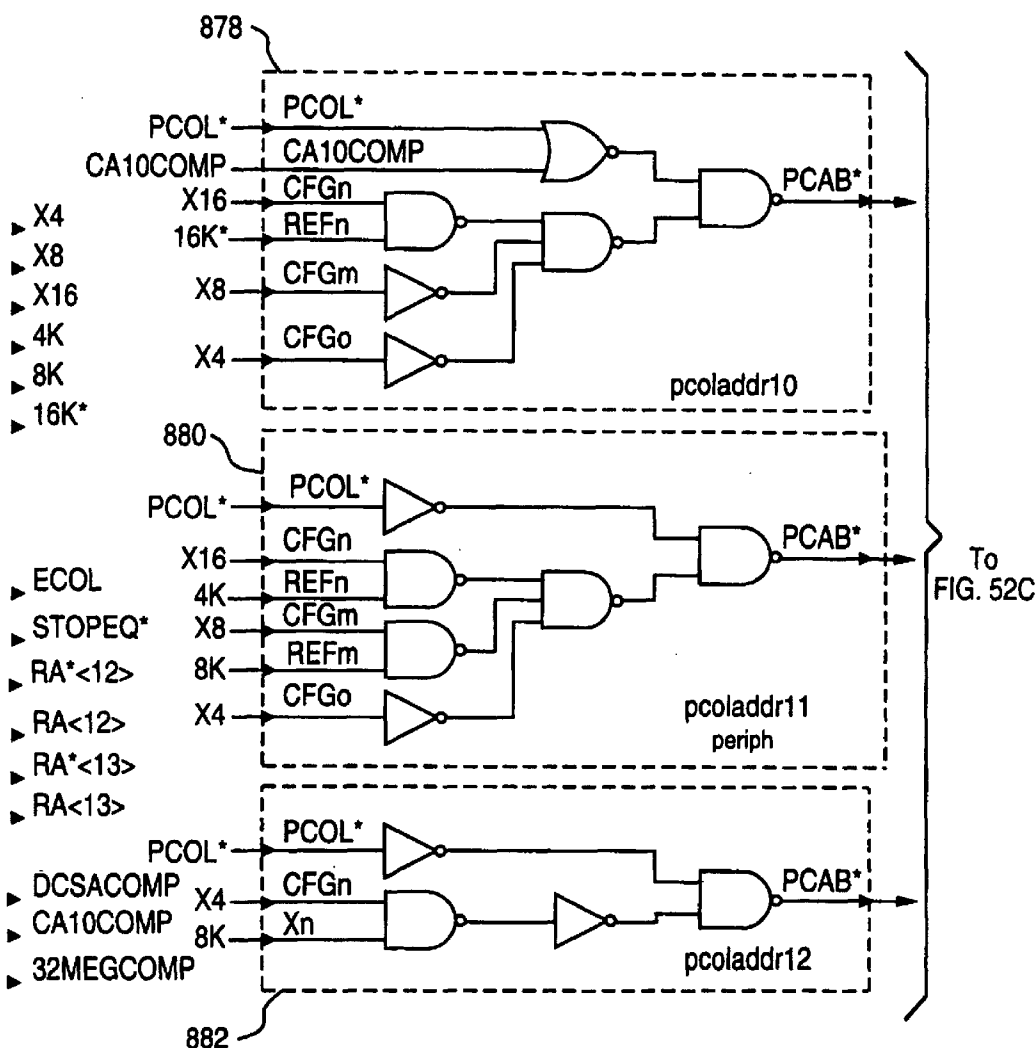 878
PCOL* PCOL*
CA10COMP CA10COMP
X16 CFGn
16K* REFn
X8 CFGm
X4 CFGo
PCAB*
pcoladdr10
X4
X8
X16
4K
8K
16K*
880
PCOL* PCOL*
X16 CFGn
4K REFn
X8 CFGm
8K REFm
X4 CFGo
PCAB*
pcoladdr11
periph
To
FIG. 52C
ECOL
STOPEQ*
RA*<12>
RA<12>
RA*<13>
RA<13>
PCOL* PCOL*
X4 CFGn
8K Xn
PCAB*
pcoladdr12
DCSACOMP
CA10COMP
32MEGCOMP
882